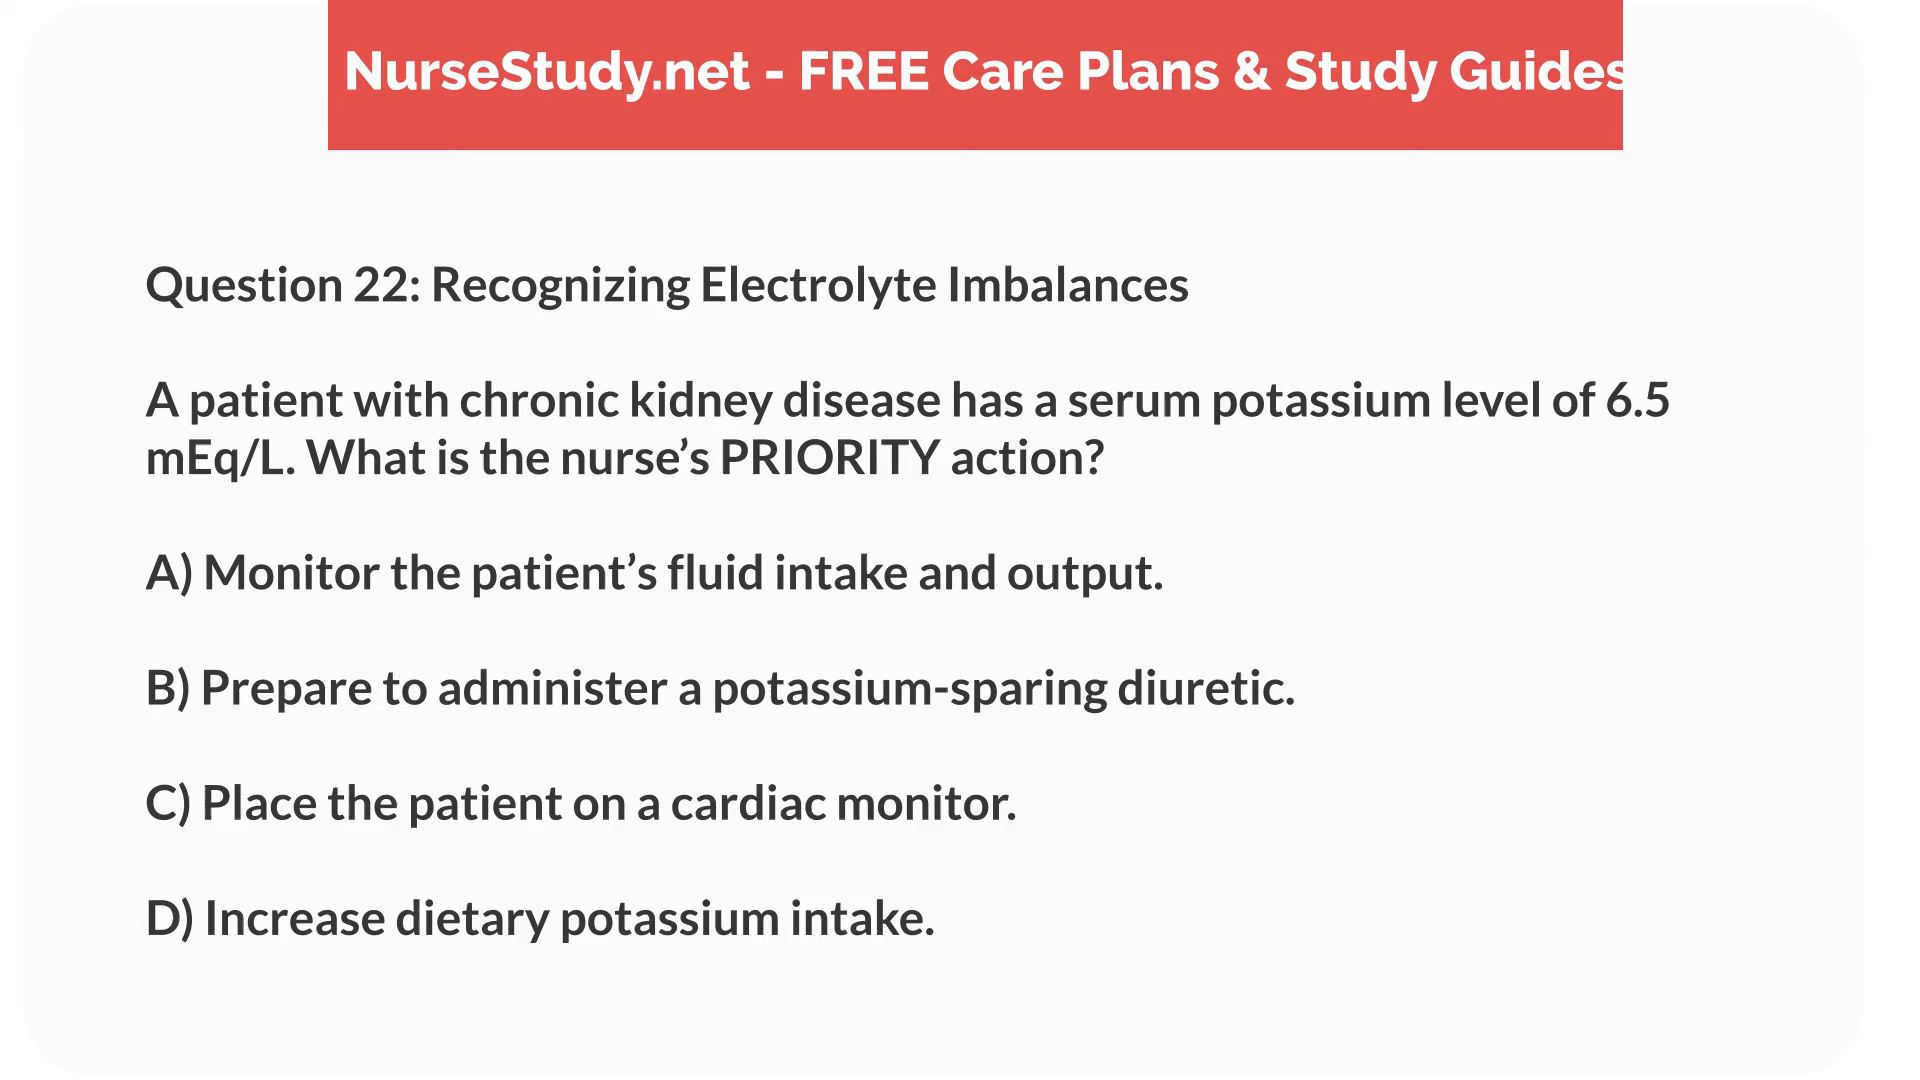 NurseStudy.net - FREE Care Plans & Study Guides
Question 22: Recognizing Electrolyte Imbalances
A patient with chronic kidney disease has a serum potassium level of 6.5
mEq/L. What is the nurse’s PRIORITY action?
A) Monitor the patient’s fluid intake and output.
B) Prepare to administer a potassium-sparing diuretic.
C) Place the patient on a cardiac monitor.
D) Increase dietary potassium intake.